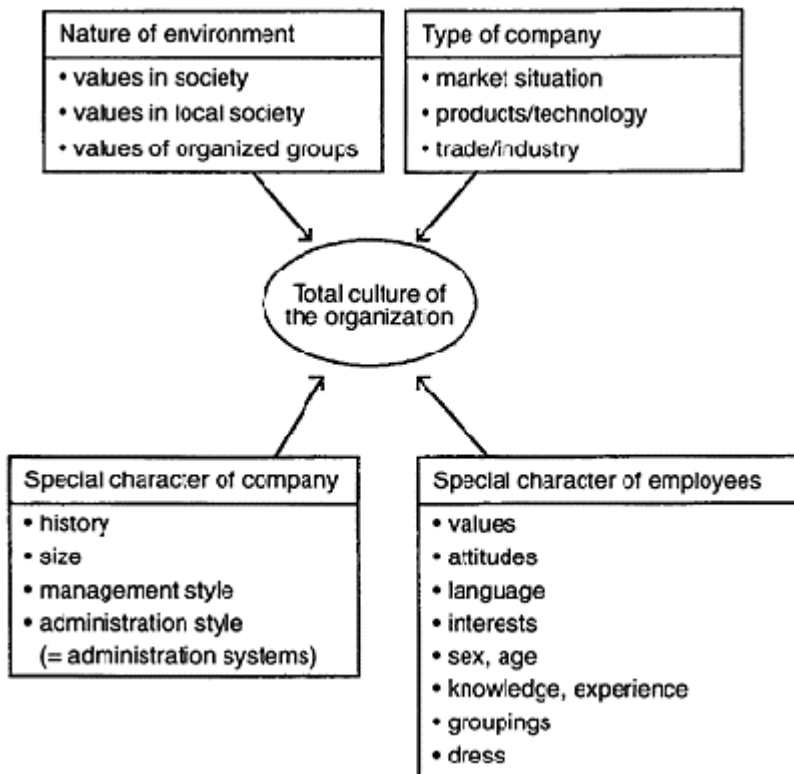 Nature of environment
• values in society
• values in local society
• values of organized groups
Type of company
• market situation
• products/technology
• trade/industry
Total culture of
the organization
Special character of company
• history
• size
• management style
• administration style
(= administration systems)
Special character of employees
• values
• attitudes
• language
• interests
• sex, age
• knowledge, experience
• groupings
• dress